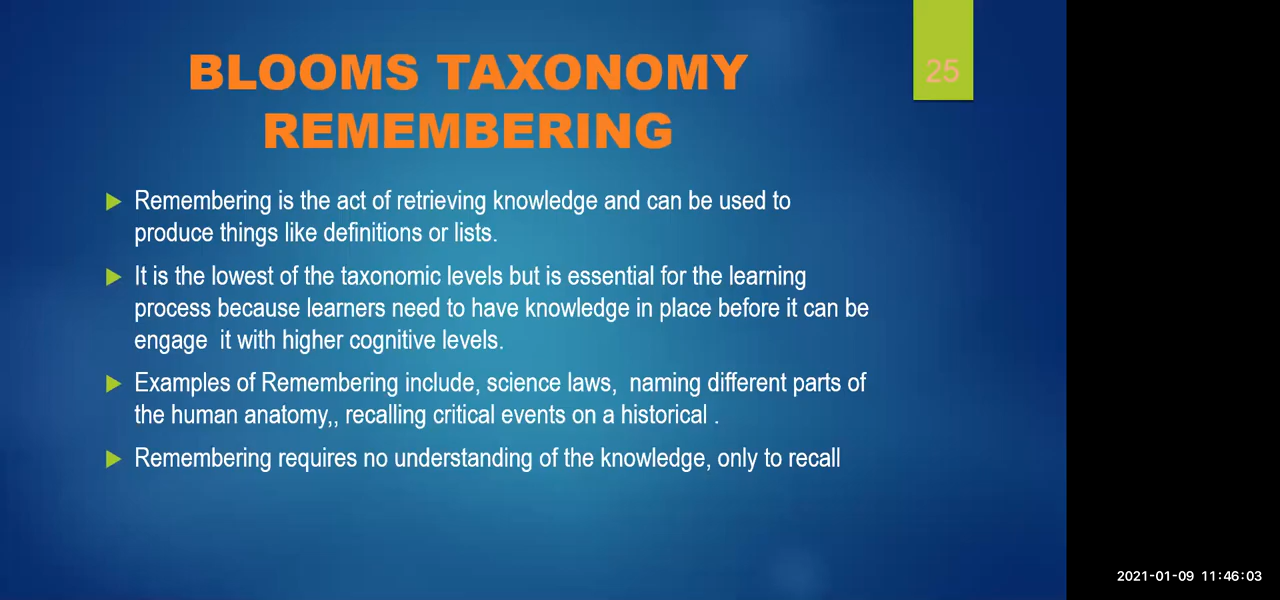 BLOOMS TAXONOMY
REMEMBERING
25
Remembering is the act of retrieving knowledge and can be used to
produce things like definitions or lists.
It is the lowest of the taxonomic levels but is essential for the learning
process because learners need to have knowledge in place before it can be
engage  it with higher cognitive levels.
Examples of Remembering include, science laws,  naming different parts of
the human anatomy,, recalling critical events on a historical .
Remembering requires no understanding of the knowledge, only to recall
2021-01-09 11:46:03